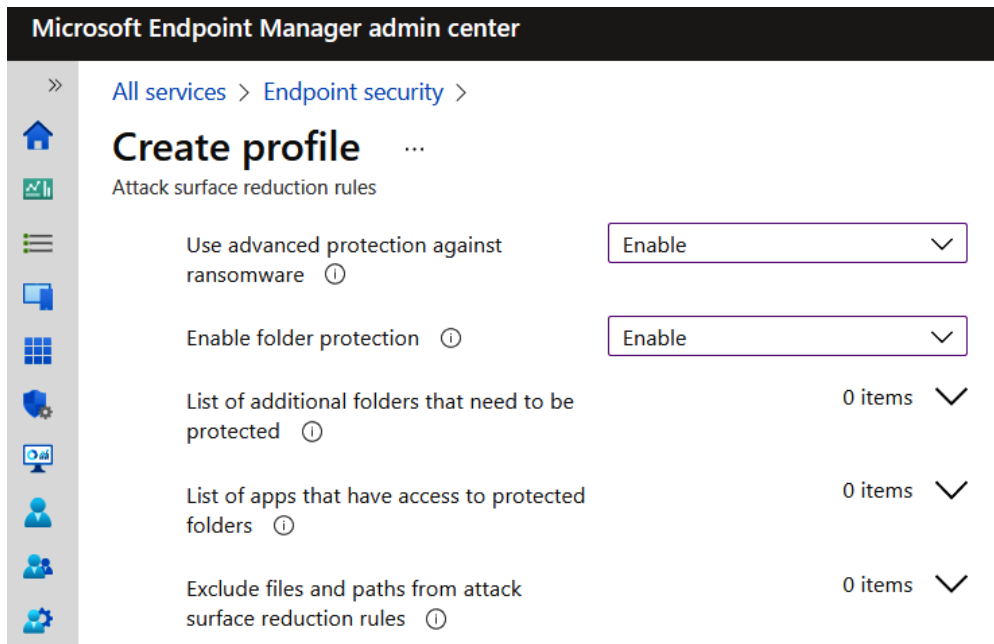 Microsoft Endpoint Manager admin center
All services > Endpoint security >
Create profile ...
Attack surface reduction rules
Use advanced protection against
ransomware
Enable
Enable folder protection
Enable
List of additional folders that need to be
protected
0 items
List of apps that have access to protected
folders
0 items
Exclude files and paths from attack
surface reduction rules
0 items